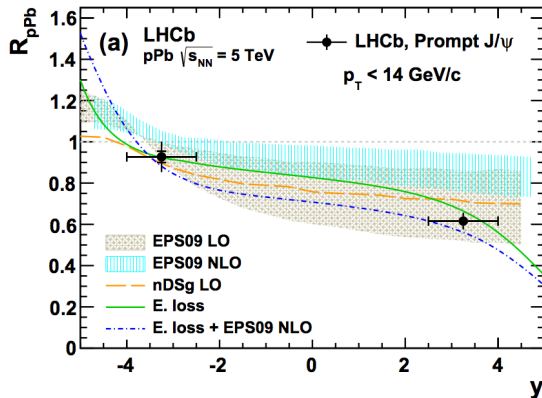 R_pPb
(a)
LHCb
pPb √s_NN = 5 TeV
LHCb, Prompt J/ψ
p_T < 14 GeV/c
1.6
1.4
1.2
1
0.8
0.6
0.4
0.2
0
EPS09 LO
EPS09 NLO
nDSg LO
E. loss
E. loss + EPS09 NLO
-4 -2 0 2 4
y